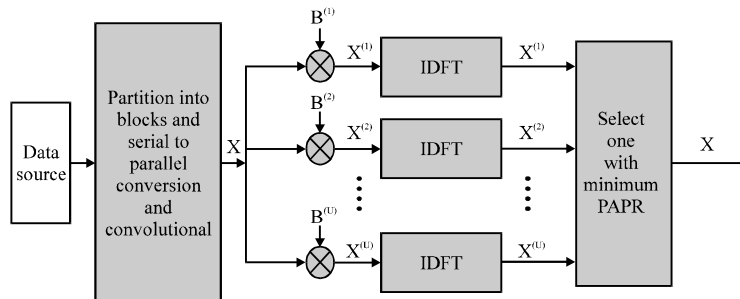 Data
source
Partition into
blocks and
serial to
parallel
conversion
and
convolutional
X
B(1)
X(1)
IDFT
X(1)
B(2)
X(2)
IDFT
X(2)
B(U)
X(U)
IDFT
X(U)
Select
one
with
minimum
PAPR
X